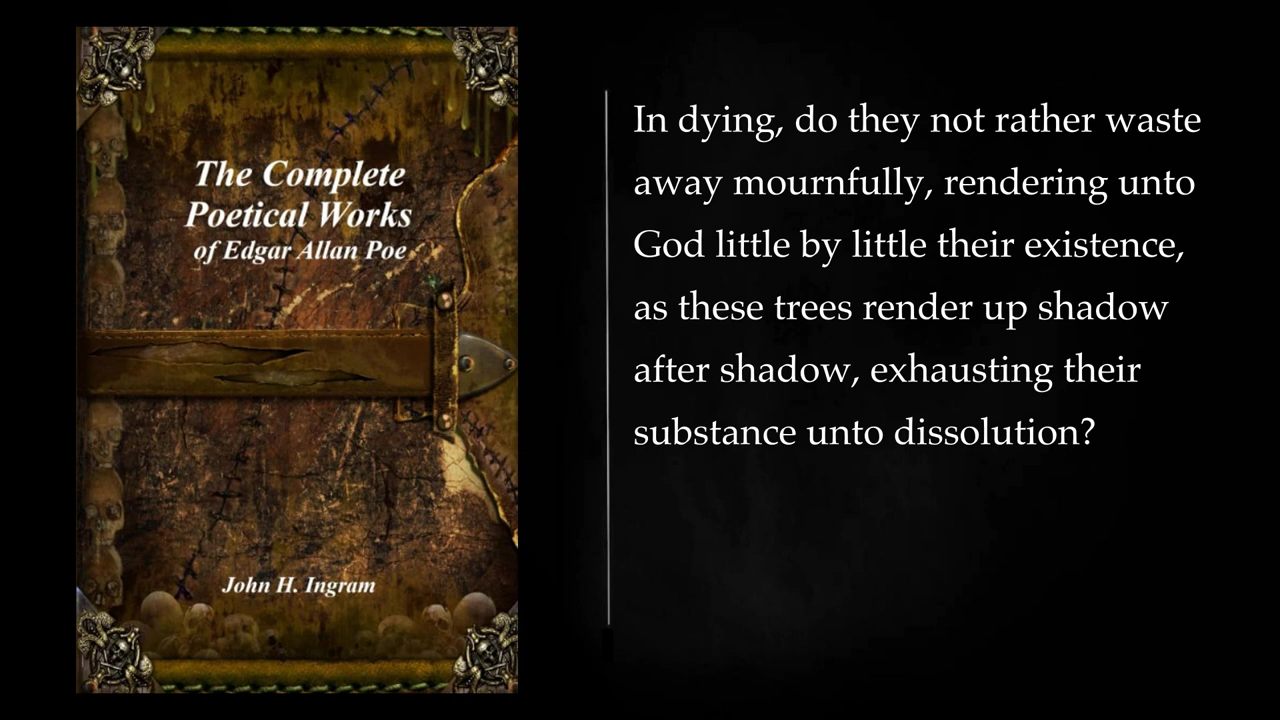 The Complete
Poetical Works
of Edgar Allan Poe
John H. Ingram
In dying, do they not rather waste
away mournfully, rendering unto
God little by little their existence,
as these trees render up shadow
after shadow, exhausting their
substance unto dissolution?